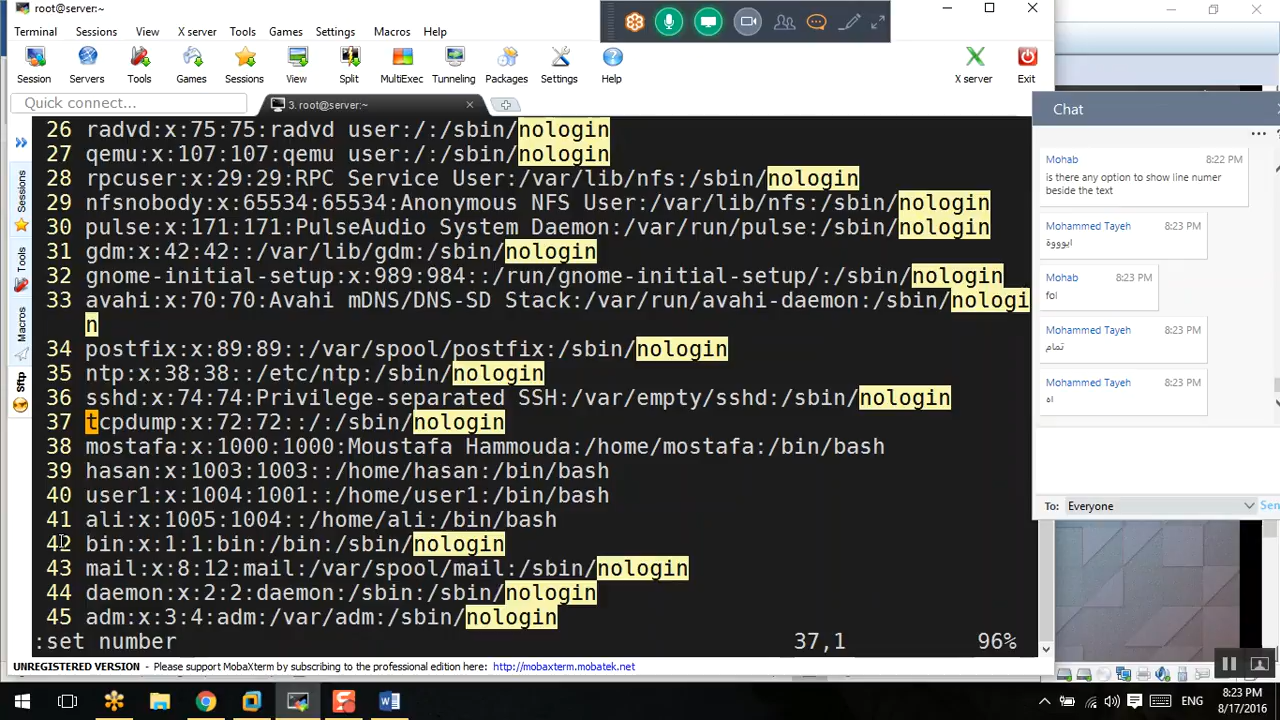 root@server:~
Terminal Sessions View X server Tools Games Settings Macros Help
Session Servers Tools Games Sessions View Split MultiExec Tunneling Packages Settings Help X server Exit
Quick connect...
3. root@server:~
Sessions
Tools
Macros
Sftp
26 radvd:x:75:75:radvd user:/:/sbin/nologin
27 qemu:x:107:107:qemu user:/:/sbin/nologin
28 rpcuser:x:29:29:RPC Service User:/var/lib/nfs:/sbin/nologin
29 nfsnobody:x:65534:65534:Anonymous NFS User:/var/lib/nfs:/sbin/nologin
30 pulse:x:171:171:PulseAudio System Daemon:/var/run/pulse:/sbin/nologin
31 gdm:x:42:42::/var/lib/gdm:/sbin/nologin
32 gnome-initial-setup:x:989:984::/run/gnome-initial-setup/:/sbin/nologin
33 avahi:x:70:70:Avahi mDNS/DNS-SD Stack:/var/run/avahi-daemon:/sbin/nologi
n
34 postfix:x:89:89::/var/spool/postfix:/sbin/nologin
35 ntp:x:38:38::/etc/ntp:/sbin/nologin
36 sshd:x:74:74:Privilege-separated SSH:/var/empty/sshd:/sbin/nologin
37 tcpdump:x:72:72::/:/sbin/nologin
38 mostafa:x:1000:1000:Moustafa Hammouda:/home/mostafa:/bin/bash
39 hasan:x:1003:1003::/home/hasan:/bin/bash
40 user1:x:1004:1001::/home/user1:/bin/bash
41 ali:x:1005:1004::/home/ali:/bin/bash
42 bin:x:1:1:bin:/bin:/sbin/nologin
43 mail:x:8:12:mail:/var/spool/mail:/sbin/nologin
44 daemon:x:2:2:daemon:/sbin:/sbin/nologin
45 adm:x:3:4:adm:/var/adm:/sbin/nologin
:set number 37,1 96%
UNREGISTERED VERSION - Please support MobaXterm by subscribing to the professional edition here: http://mobaxterm.mobatek.net
Chat
Mohab 8:22 PM
is there any option to show line numer
beside the text
Mohammed Tayeh 8:23 PM
ايوووة
Mohab 8:23 PM
fol
Mohammed Tayeh 8:23 PM
تمام
Mohammed Tayeh 8:23 PM
اه
To: Everyone Sen
ENG
8:23 PM
8/17/2016